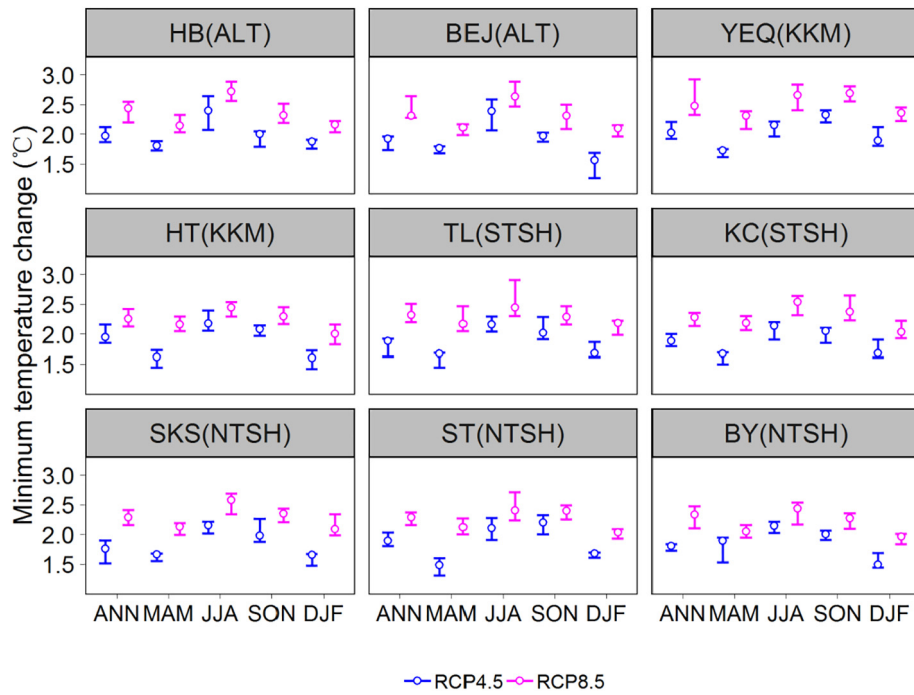 HB(ALT) BEJ(ALT) YEQ(KKM)
3.0
2.5
2.0
1.5
HT(KKM) TL(STSH) KC(STSH)
3.0
2.5
2.0
1.5
SKS(NTSH) ST(NTSH) BY(NTSH)
3.0
2.5
2.0
1.5
Minimum temperature change (℃)
ANN MAM JJA SON DJF ANN MAM JJA SON DJF ANN MAM JJA SON DJF
RCP4.5 RCP8.5